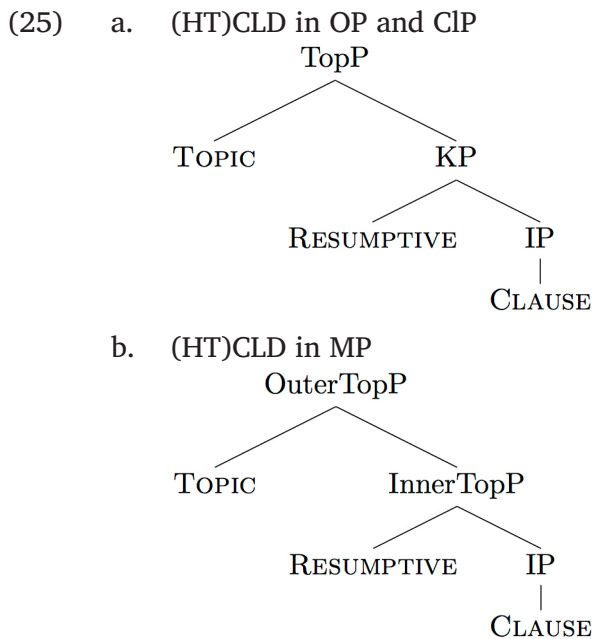 (25) a. (HT)CLD in OP and ClP
TopP
TOPIC KP
RESUMPTIVE IP
CLAUSE
b. (HT)CLD in MP
OuterTopP
TOPIC InnerTopP
RESUMPTIVE IP
CLAUSE